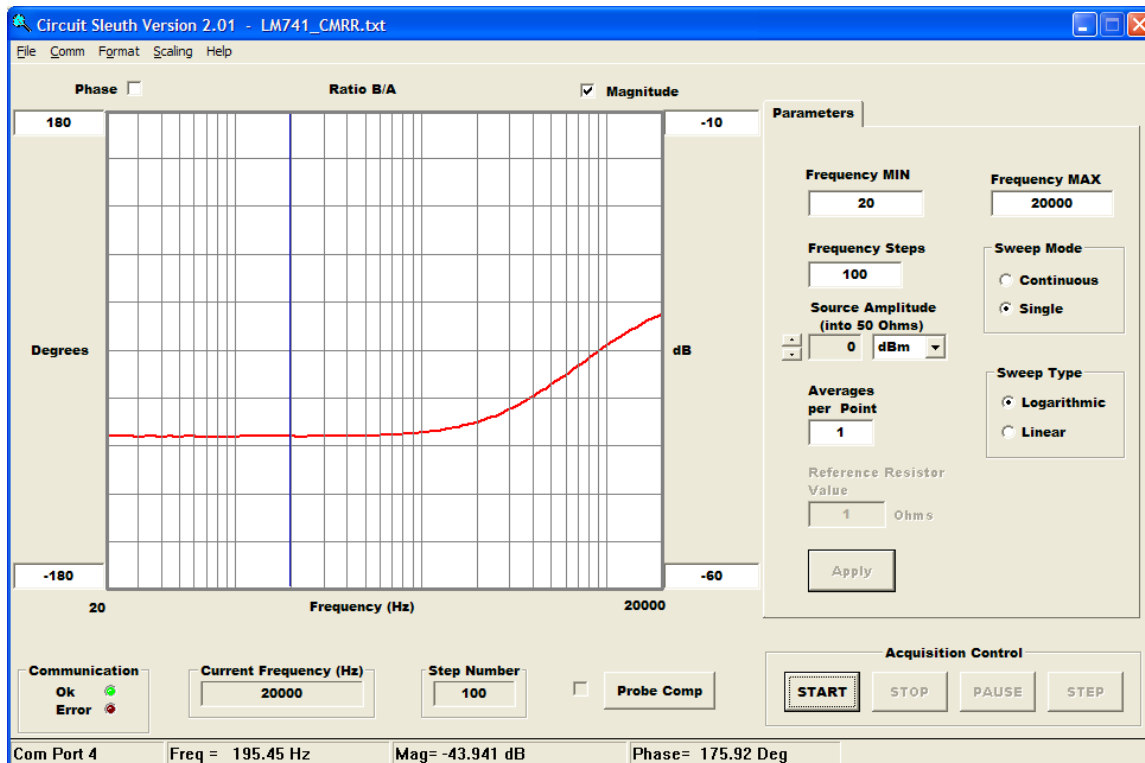 Circuit Sleuth Version 2.01 - LM741_CMRR.txt
File Comm Format Scaling Help
Phase Ratio B/A Magnitude
180
-10
Degrees
dB
-180
-60
20 Frequency (Hz) 20000
Parameters
Frequency MIN
20
Frequency MAX
20000
Frequency Steps
100
Sweep Mode
Continuous
Single
Source Amplitude
(into 50 Ohms)
0 dBm
Averages
per Point
1
Sweep Type
Logarithmic
Linear
Reference Resistor
Value
1 Ohms
Apply
Communication
Ok
Error
Current Frequency (Hz)
20000
Step Number
100
Probe Comp
Acquisition Control
START STOP PAUSE STEP
Com Port 4 Freq = 195.45 Hz Mag= -43.941 dB Phase= 175.92 Deg